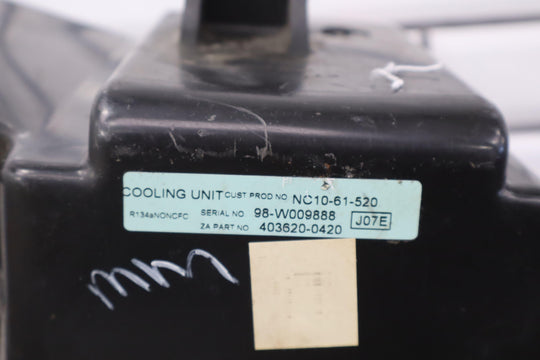 COOLING UNIT CUST PROD NO NC10-61-520
R134aNONCFC SERIAL NO. 98-W009888 J07E
ZA PART NO 403620-0420